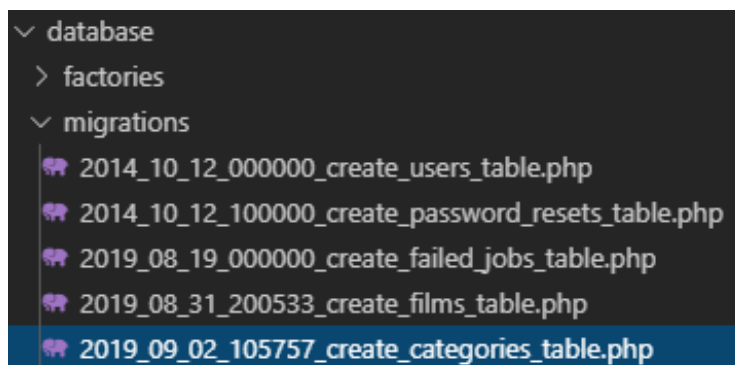 database
factories
migrations
2014_10_12_000000_create_users_table.php
2014_10_12_100000_create_password_resets_table.php
2019_08_19_000000_create_failed_jobs_table.php
2019_08_31_200533_create_films_table.php
2019_09_02_105757_create_categories_table.php